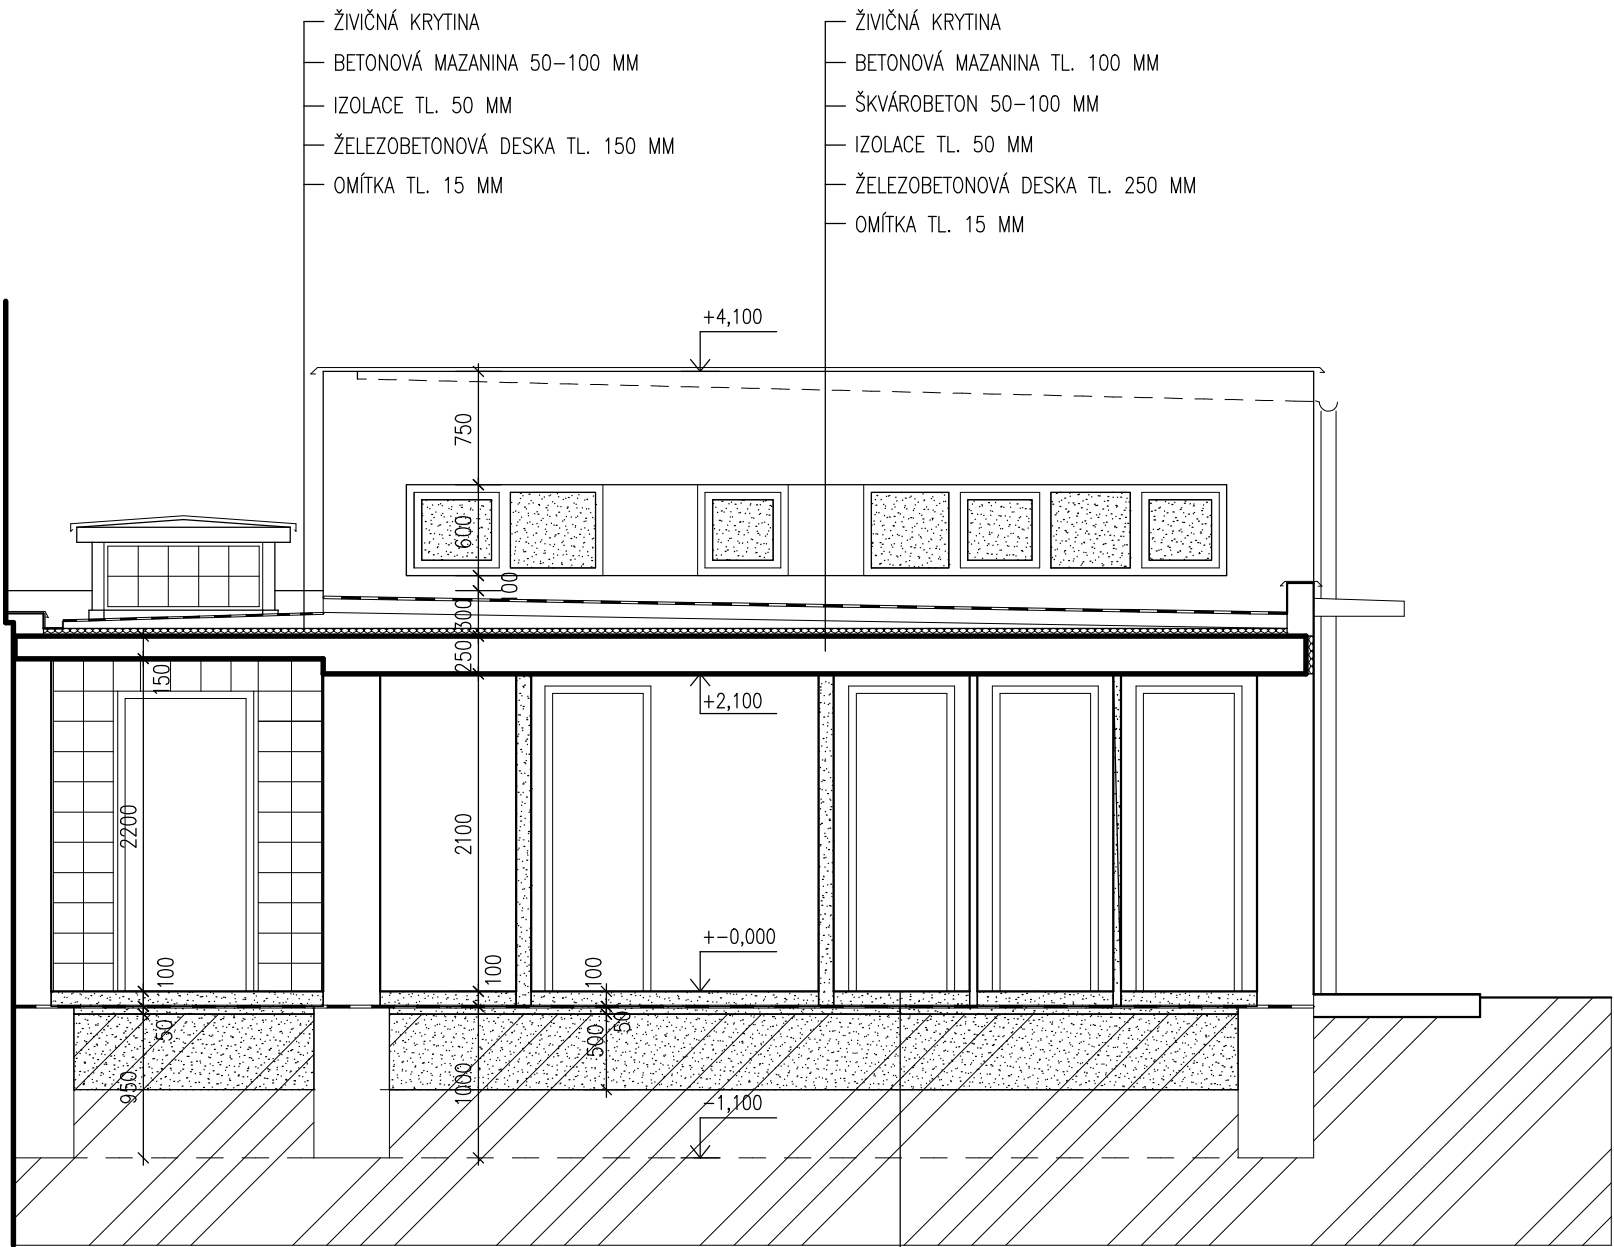 ŽIVIČNÁ KRYTINA
BETONOVÁ MAZANINA 50-100 MM
IZOLACE TL. 50 MM
ŽELEZOBETONOVÁ DESKA TL. 150 MM
OMÍTKA TL. 15 MM
ŽIVIČNÁ KRYTINA
BETONOVÁ MAZANINA TL. 100 MM
ŠKVÁROBETON 50-100 MM
IZOLACE TL. 50 MM
ŽELEZOBETONOVÁ DESKA TL. 250 MM
OMÍTKA TL. 15 MM
+4,100
750
600
300
250
150
+2,100
2200
2100
+-0,000
100
100
100
50
50
500
950
1000
-1,100